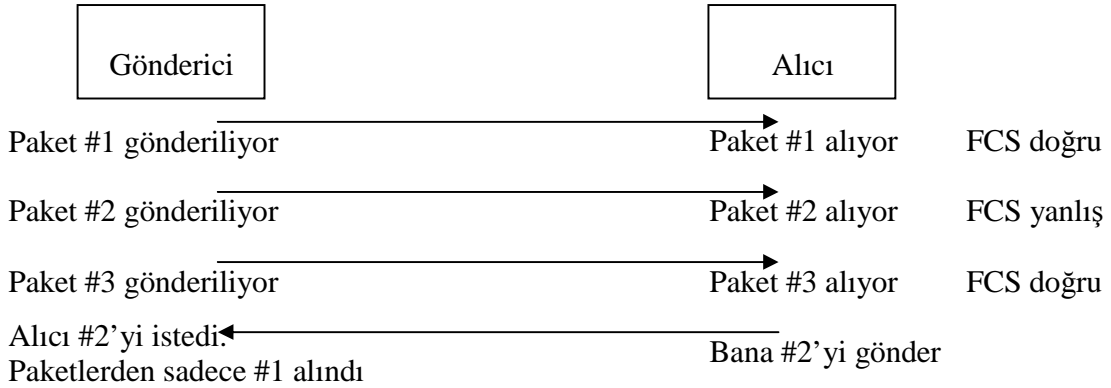 Gönderici Alıcı
Paket #1 gönderiliyor Paket #1 alıyor FCS doğru
Paket #2 gönderiliyor Paket #2 alıyor FCS yanlış
Paket #3 gönderiliyor Paket #3 alıyor FCS doğru
Alıcı #2’yi istedi. Bana #2’yi gönder
Paketlerden sadece #1 alındı